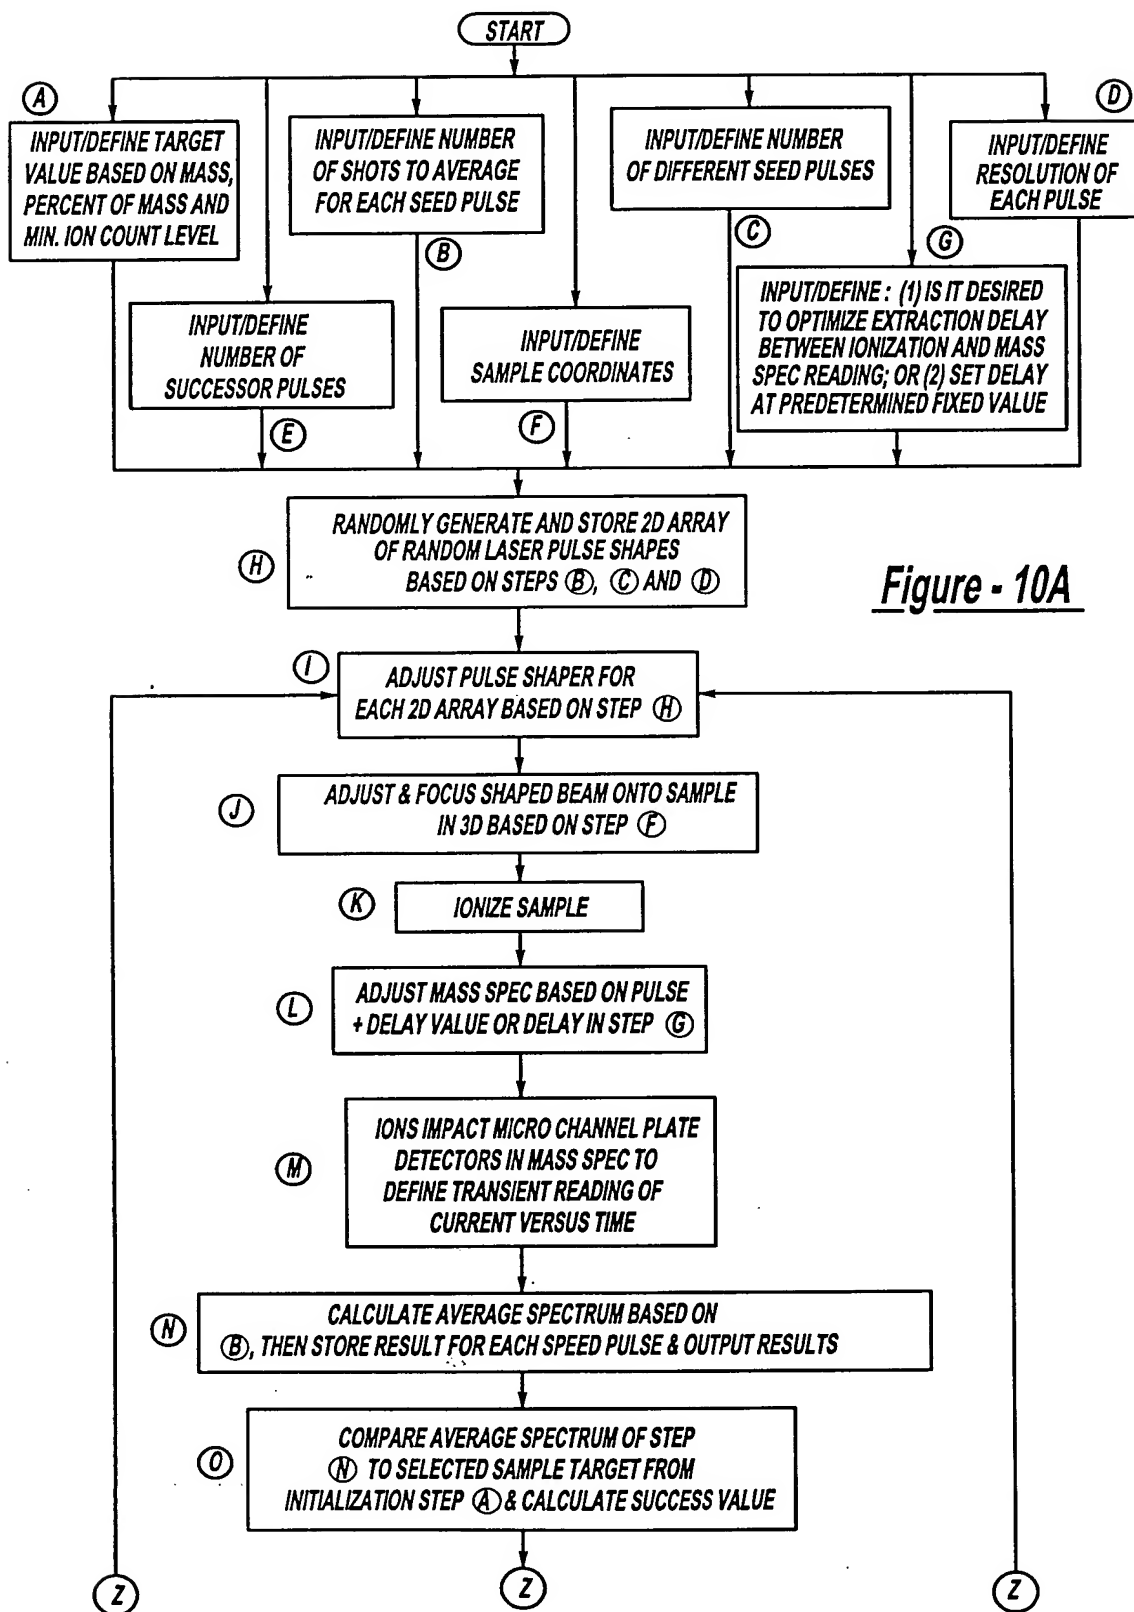 START
A
INPUT/DEFINE TARGET
VALUE BASED ON MASS,
PERCENT OF MASS AND
MIN. ION COUNT LEVEL
INPUT/DEFINE NUMBER
OF SHOTS TO AVERAGE
FOR EACH SEED PULSE
B
INPUT/DEFINE NUMBER
OF DIFFERENT SEED PULSES
C
D
INPUT/DEFINE
RESOLUTION OF
EACH PULSE
INPUT/DEFINE
NUMBER OF
SUCCESSOR PULSES
E
INPUT/DEFINE
SAMPLE COORDINATES
F
G
INPUT/DEFINE : (1) IS IT DESIRED
TO OPTIMIZE EXTRACTION DELAY
BETWEEN IONIZATION AND MASS
SPEC READING; OR (2) SET DELAY
AT PREDETERMINED FIXED VALUE
H
RANDOMLY GENERATE AND STORE 2D ARRAY
OF RANDOM LASER PULSE SHAPES
BASED ON STEPS B, C AND D
Figure - 10A
I
ADJUST PULSE SHAPER FOR
EACH 2D ARRAY BASED ON STEP H
J
ADJUST & FOCUS SHAPED BEAM ONTO SAMPLE
IN 3D BASED ON STEP F
K
IONIZE SAMPLE
L
ADJUST MASS SPEC BASED ON PULSE
+ DELAY VALUE OR DELAY IN STEP G
M
IONS IMPACT MICRO CHANNEL PLATE
DETECTORS IN MASS SPEC TO
DEFINE TRANSIENT READING OF
CURRENT VERSUS TIME
N
CALCULATE AVERAGE SPECTRUM BASED ON
B, THEN STORE RESULT FOR EACH SPEED PULSE & OUTPUT RESULTS
O
COMPARE AVERAGE SPECTRUM OF STEP
N TO SELECTED SAMPLE TARGET FROM
INITIALIZATION STEP A & CALCULATE SUCCESS VALUE
Z
Z
Z